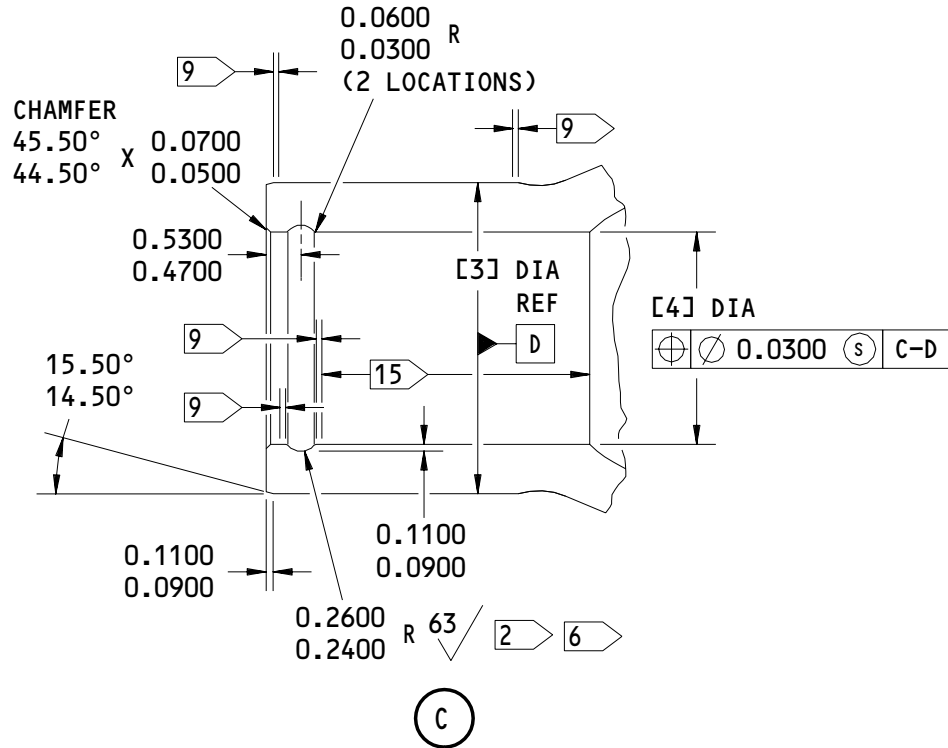 0.0600
0.0300 R
(2 LOCATIONS)
9
9
CHAMFER
45.50° X 0.0700
44.50° 0.0500
0.5300
0.4700
[3] DIA
REF
D
[4] DIA
⌖ ⌀ 0.0300 Ⓢ C-D
9
15
15.50°
14.50°
9
0.1100
0.0900
0.1100
0.0900
0.2600
0.2400 R 63 2 6
C